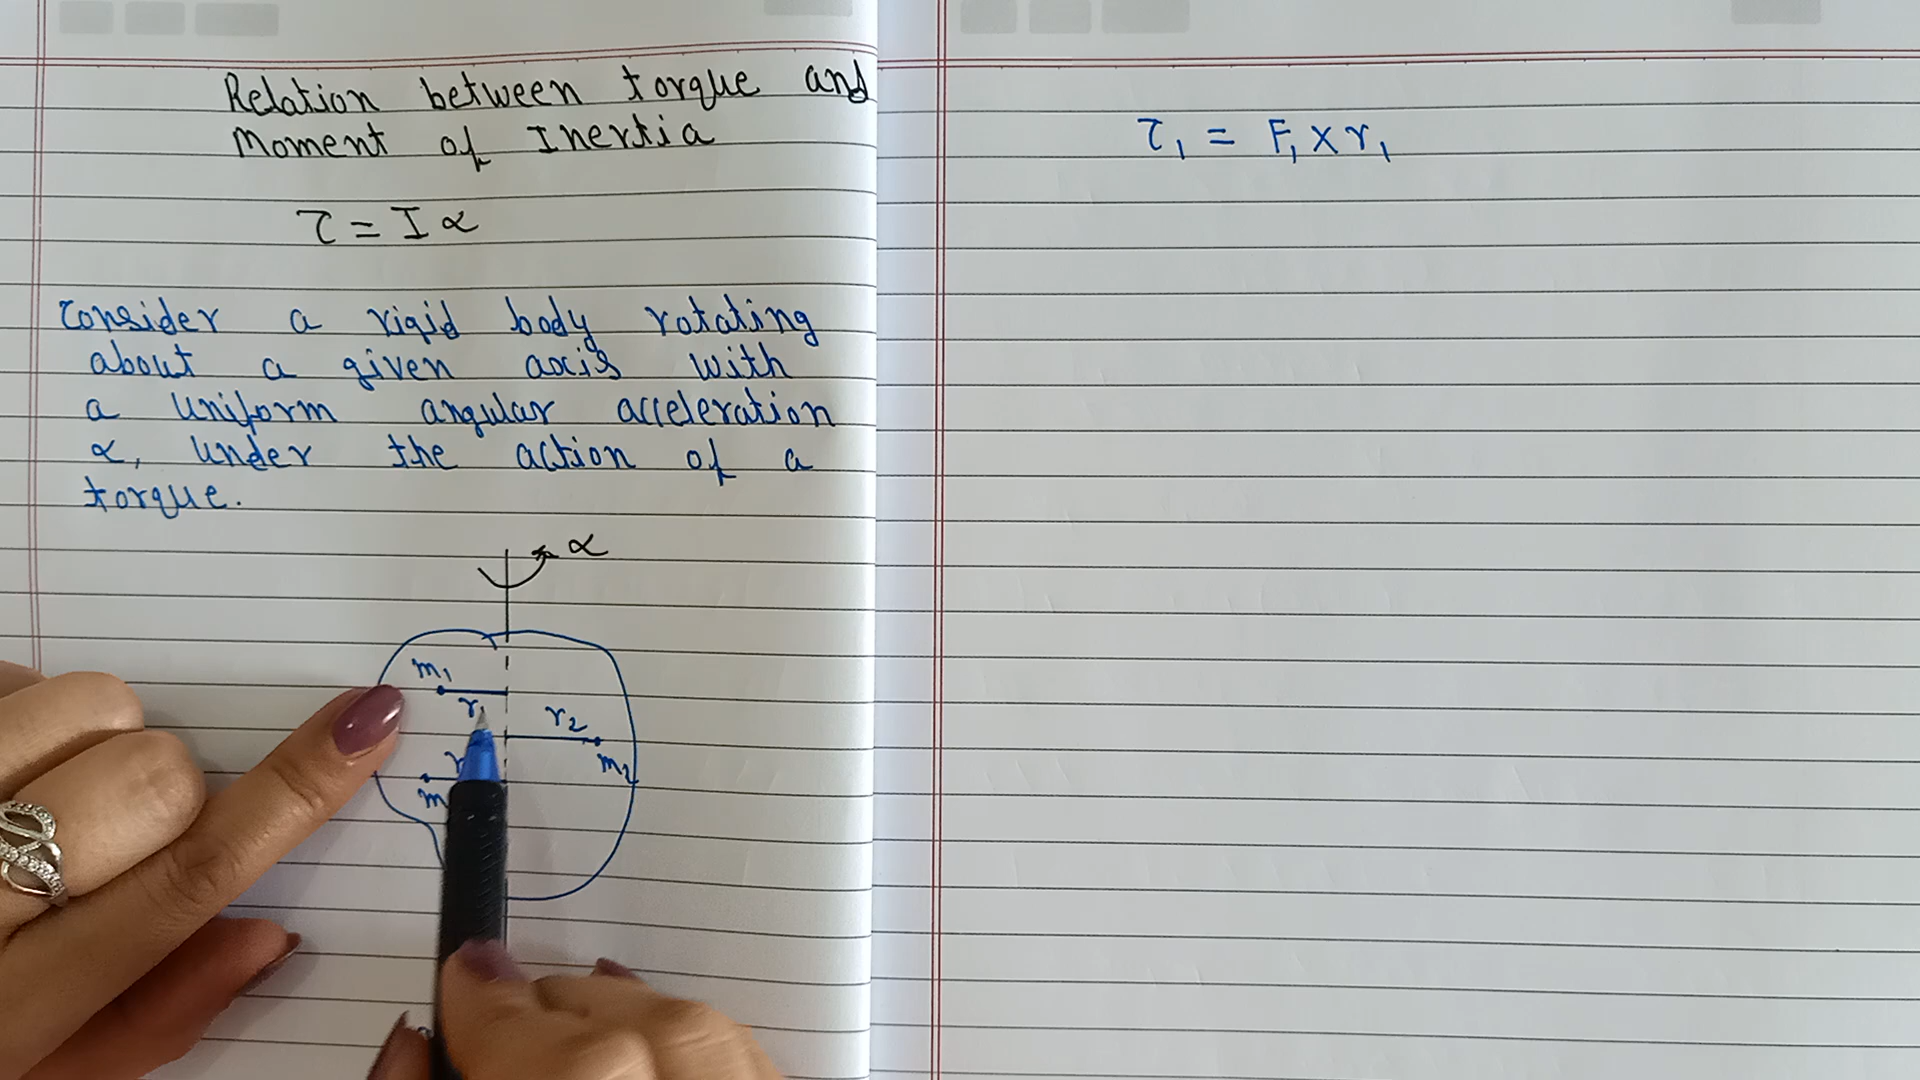 Relation between torque and
Moment of Inertia
τ = I ∝
Consider a rigid body rotating
about a given axis with
a uniform angular acceleration
∝, under the action of a
torque.
∝
m₁
r₁
r₂
m₂
r
m
τ₁ = F₁ × r₁